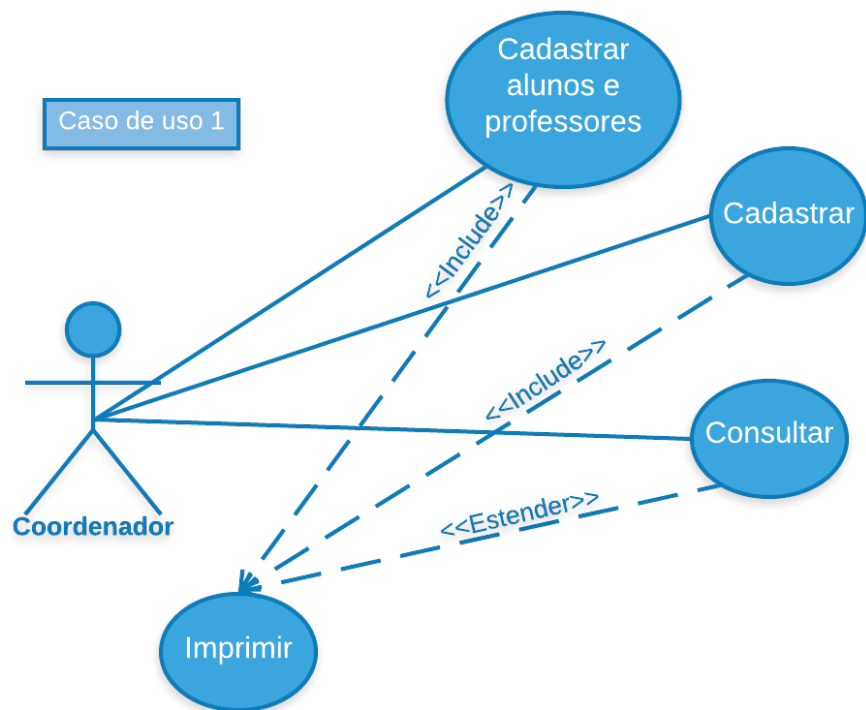 Cadastrar
alunos e
professores
Caso de uso 1
Cadastrar
<<Include>>
<<Include>>
Consultar
<<Estender>>
Coordenador
Imprimir